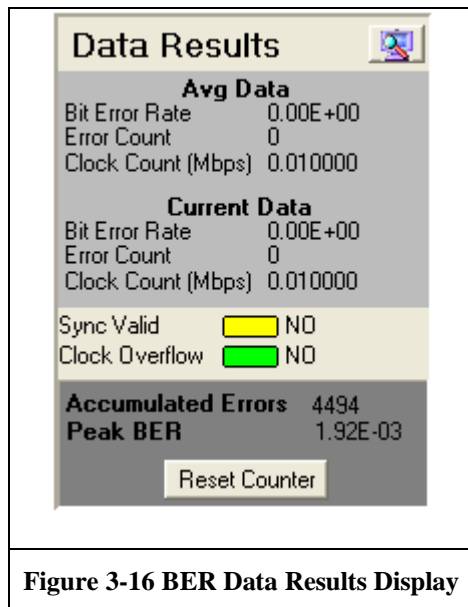 Data Results
Avg Data
Bit Error Rate 0.00E+00
Error Count 0
Clock Count (Mbps) 0.010000
Current Data
Bit Error Rate 0.00E+00
Error Count 0
Clock Count (Mbps) 0.010000
Sync Valid NO
Clock Overflow NO
Accumulated Errors 4494
Peak BER 1.92E-03
Reset Counter
Figure 3-16 BER Data Results Display